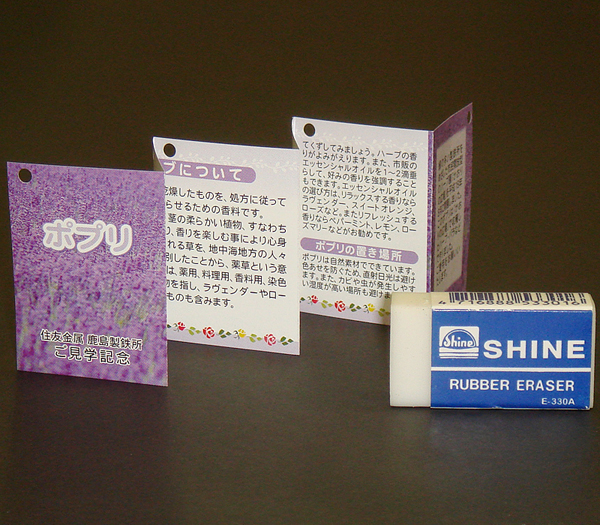 ポプリ
住友金属 鹿島製鉄所
ご見学記念
ブについて
乾燥したものを、処方に従って
らせるための香料です。
茎の柔らかい植物、すなわち
り、香りを楽しむ事により心身
れる草を、地中海地方の人々
別したことから、薬草という意
は、薬用、料理用、香料用、染色
物を指し、ラヴェンダーやロー
ものも含みます。
てくずしてみましょう。ハーブの香
りがよみがえります。また、市販の
エッセンシャルオイルを1〜2滴垂
らして、好みの香りを強調すること
もできます。エッセンシャルオイル
の選び方は、リラックスする香りなら
ラヴェンダー、スイートオレンジ、
ローズなど。またリフレッシュする
香りならペパーミント、レモン、ロー
ズマリーなどがお勧めです。
ポプリの置き場所
ポプリは自然素材でできています。
色あせを防ぐため、直射日光は避け
ます。また、カビや虫が発生しやす
い湿度が高い場所も避けま
Shine
SHINE
RUBBER ERASER
E-330A